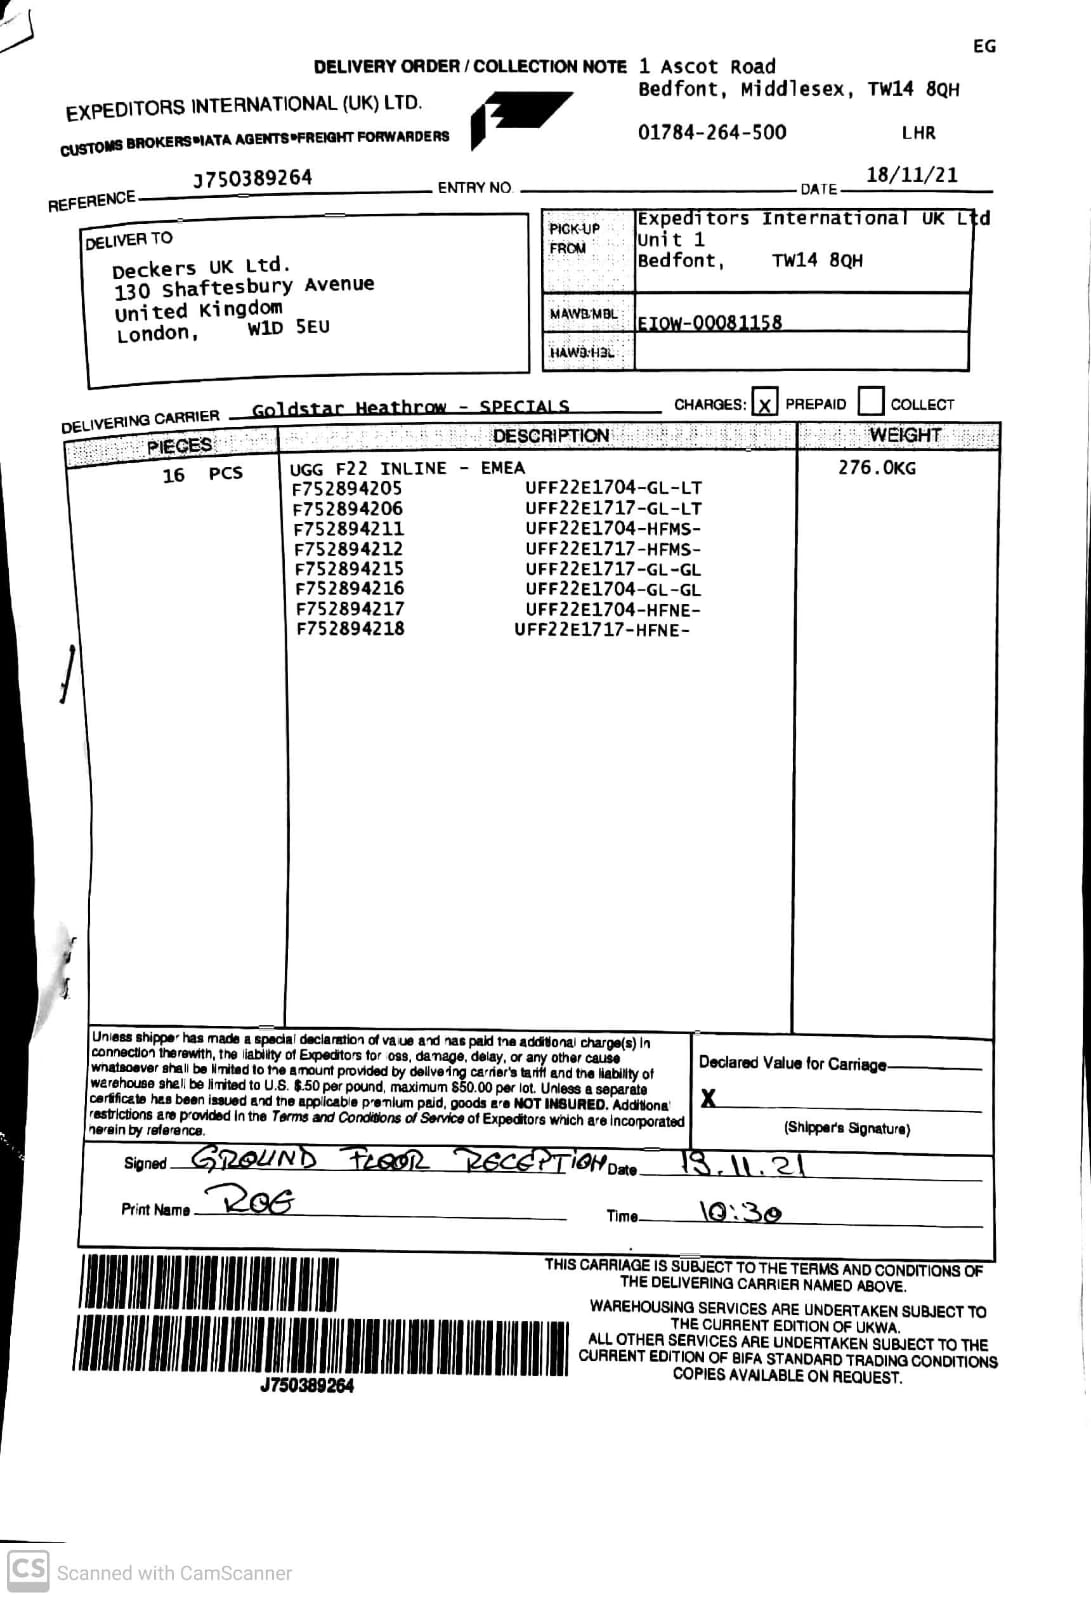 EG
DELIVERY ORDER / COLLECTION NOTE 1 Ascot Road
Bedfont, Middlesex, TW14 8QH
EXPEDITORS INTERNATIONAL (UK) LTD.
CUSTOMS BROKERS•IATA AGENTS•FREIGHT FORWARDERS
01784-264-500 LHR
REFERENCE J750389264 ENTRY NO. DATE 18/11/21
DELIVER TO
Deckers UK Ltd.
130 Shaftesbury Avenue
United Kingdom
London, W1D 5EU
PICK-UP FROM
Expeditors International UK Ltd
Unit 1
Bedfont, TW14 8QH
MAWB/MBL EIOW-00081158
HAWB/HBL
DELIVERING CARRIER Goldstar Heathrow - SPECIALS CHARGES: X PREPAID COLLECT
PIECES DESCRIPTION WEIGHT
16 PCS UGG F22 INLINE - EMEA 276.0KG
F752894205 UFF22E1704-GL-LT
F752894206 UFF22E1717-GL-LT
F752894211 UFF22E1704-HFMS-
F752894212 UFF22E1717-HFMS-
F752894215 UFF22E1717-GL-GL
F752894216 UFF22E1704-GL-GL
F752894217 UFF22E1704-HFNE-
F752894218 UFF22E1717-HFNE-
Unless shipper has made a special declaration of value and has paid the additional charge(s) in
connection therewith, the liability of Expeditors for loss, damage, delay, or any other cause
whatsoever shall be limited to the amount provided by delivering carrier's tariff and the liability of
warehouse shall be limited to U.S. $.50 per pound, maximum $50.00 per lot. Unless a separate
certificate has been issued and the applicable premium paid, goods are NOT INSURED. Additional
restrictions are provided in the Terms and Conditions of Service of Expeditors which are incorporated
herein by reference.
Declared Value for Carriage
X
(Shipper's Signature)
Signed GROUND FLOOR RECEPTION Date 19.11.21
Print Name ROG Time 10:30
THIS CARRIAGE IS SUBJECT TO THE TERMS AND CONDITIONS OF
THE DELIVERING CARRIER NAMED ABOVE.
WAREHOUSING SERVICES ARE UNDERTAKEN SUBJECT TO
THE CURRENT EDITION OF UKWA.
ALL OTHER SERVICES ARE UNDERTAKEN SUBJECT TO THE
CURRENT EDITION OF BIFA STANDARD TRADING CONDITIONS
COPIES AVAILABLE ON REQUEST.
J750389264
CS Scanned with CamScanner